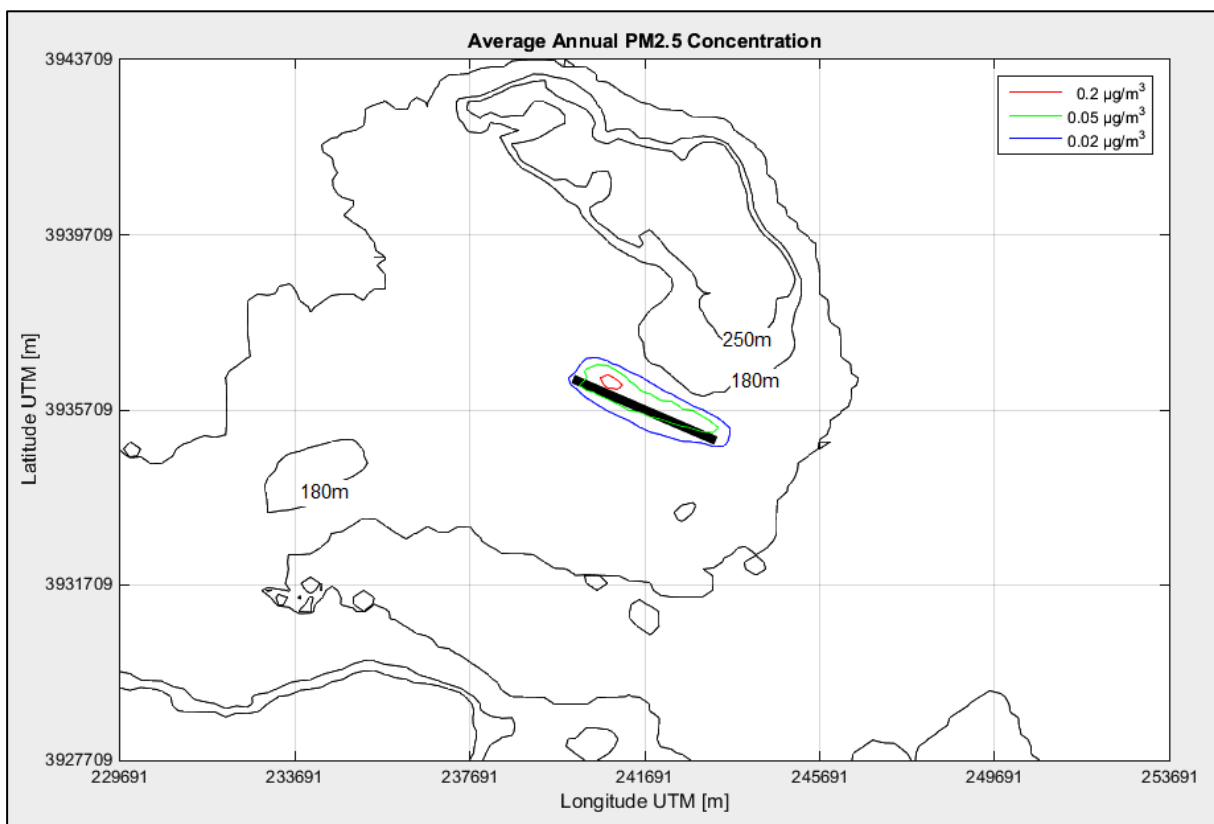 Average Annual PM2.5 Concentration
3943709
0.2 µg/m³
0.05 µg/m³
0.02 µg/m³
3939709
250m
180m
3935709
Latitude UTM [m]
180m
3931709
3927709
229691 233691 237691 241691 245691 249691 253691
Longitude UTM [m]